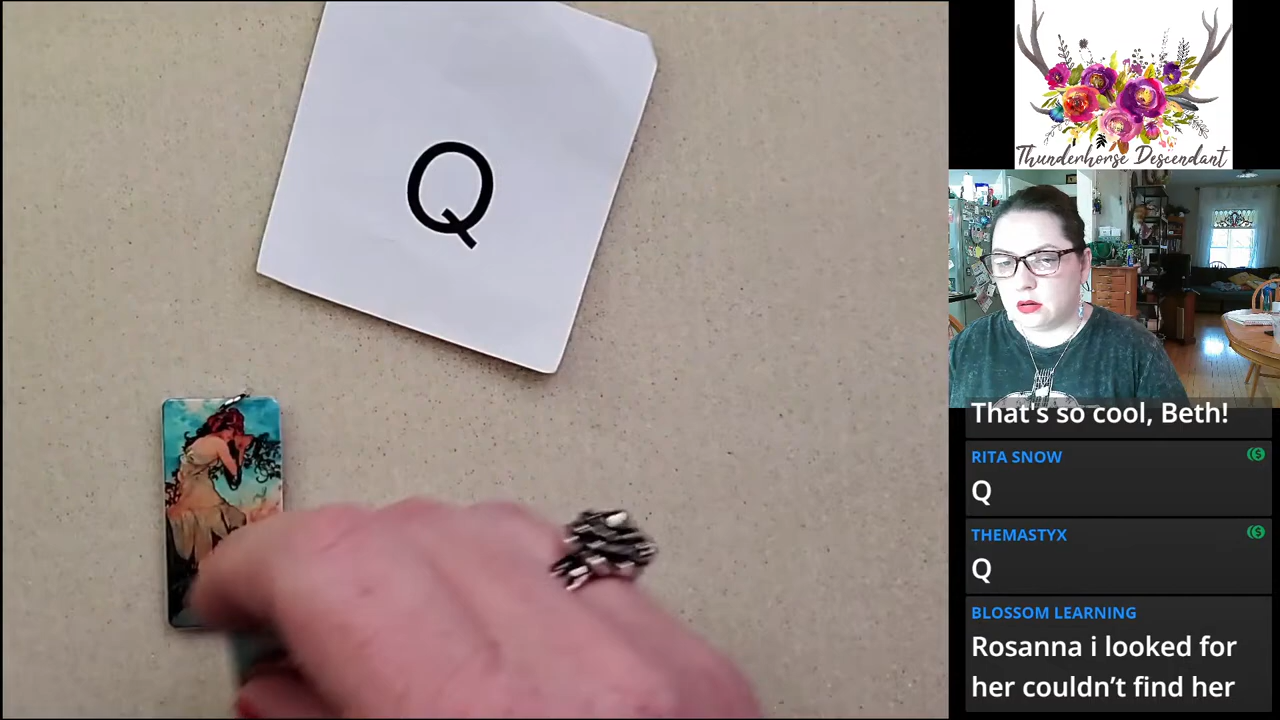 Q
Thunderhorse Descendant
That's so cool, Beth!
RITA SNOW
Q
THEMASTYX
Q
BLOSSOM LEARNING
Rosanna i looked for
her couldn’t find her